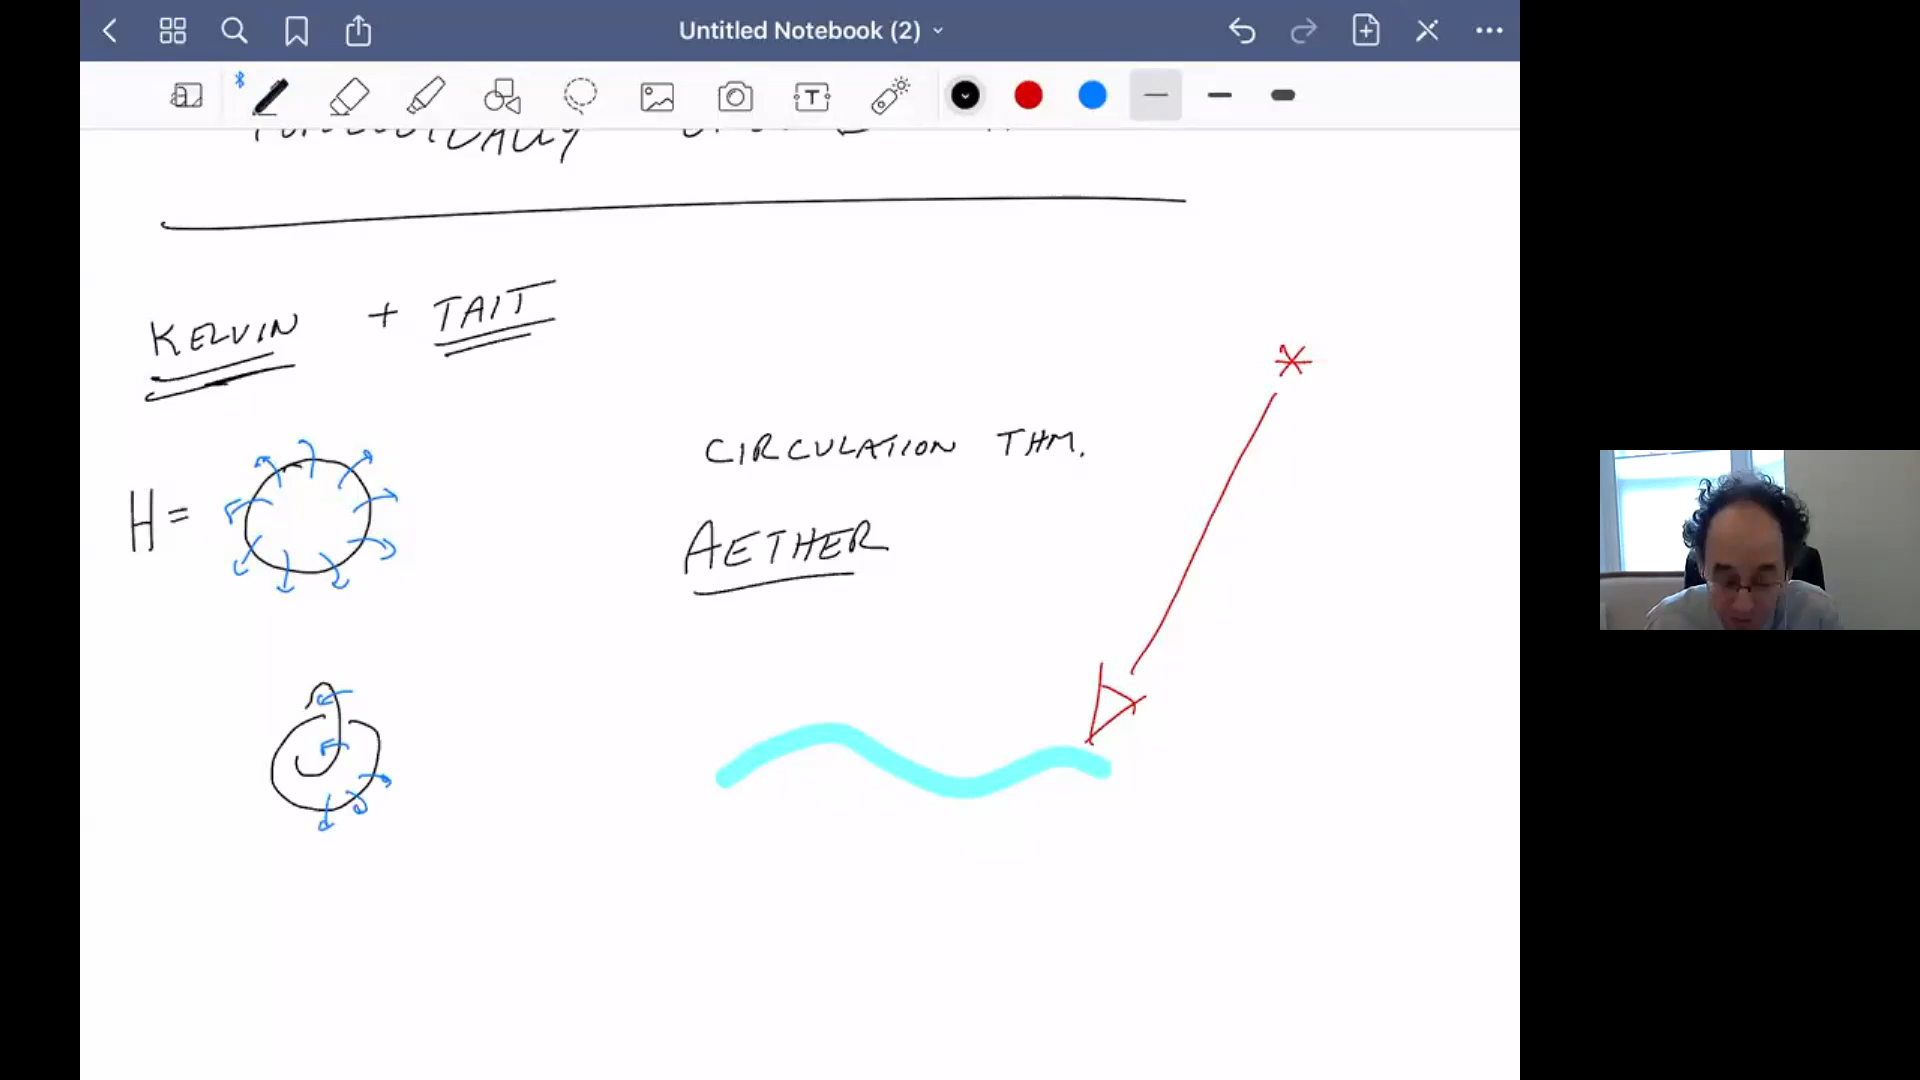 Untitled Notebook (2)
T
KELVIN + TAIT
CIRCULATION THM.
H =
AETHER